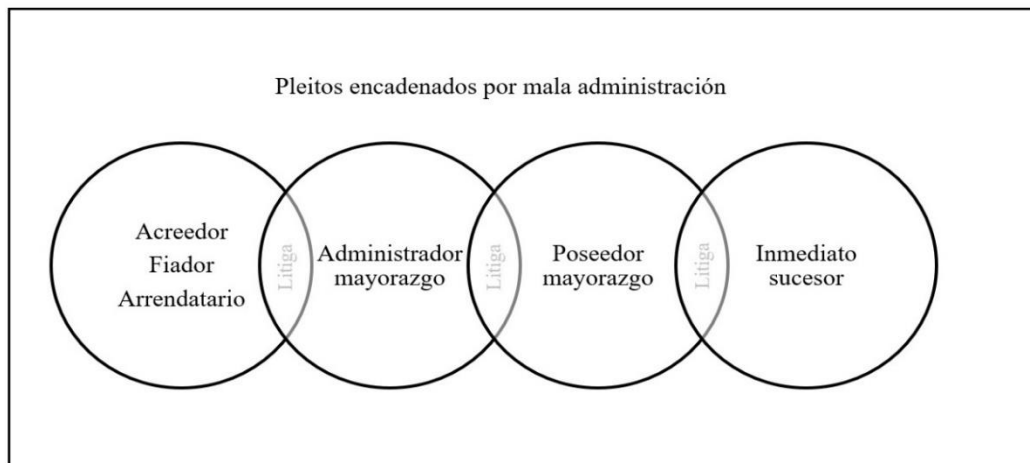 Pleitos encadenados por mala administración
Acreedor
Fiador
Arrendatario
Litiga
Administrador
mayorazgo
Litiga
Poseedor
mayorazgo
Litiga
Inmediato
sucesor